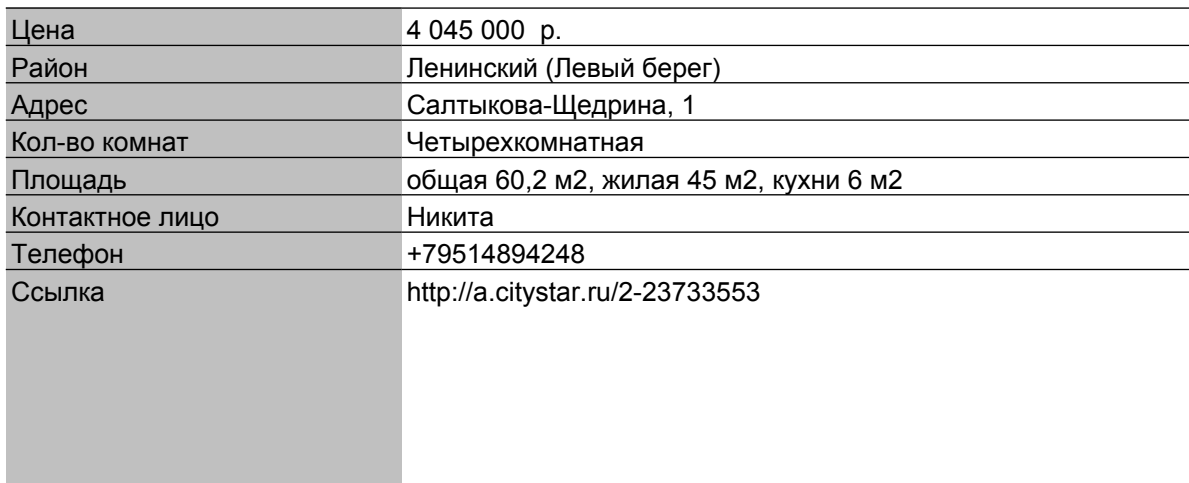 Цена 4 045 000 р.
Район Ленинский (Левый берег)
Адрес Салтыкова-Щедрина, 1
Кол-во комнат Четырехкомнатная
Площадь общая 60,2 м2, жилая 45 м2, кухни 6 м2
Контактное лицо Никита
Телефон +79514894248
Ссылка http://a.citystar.ru/2-23733553